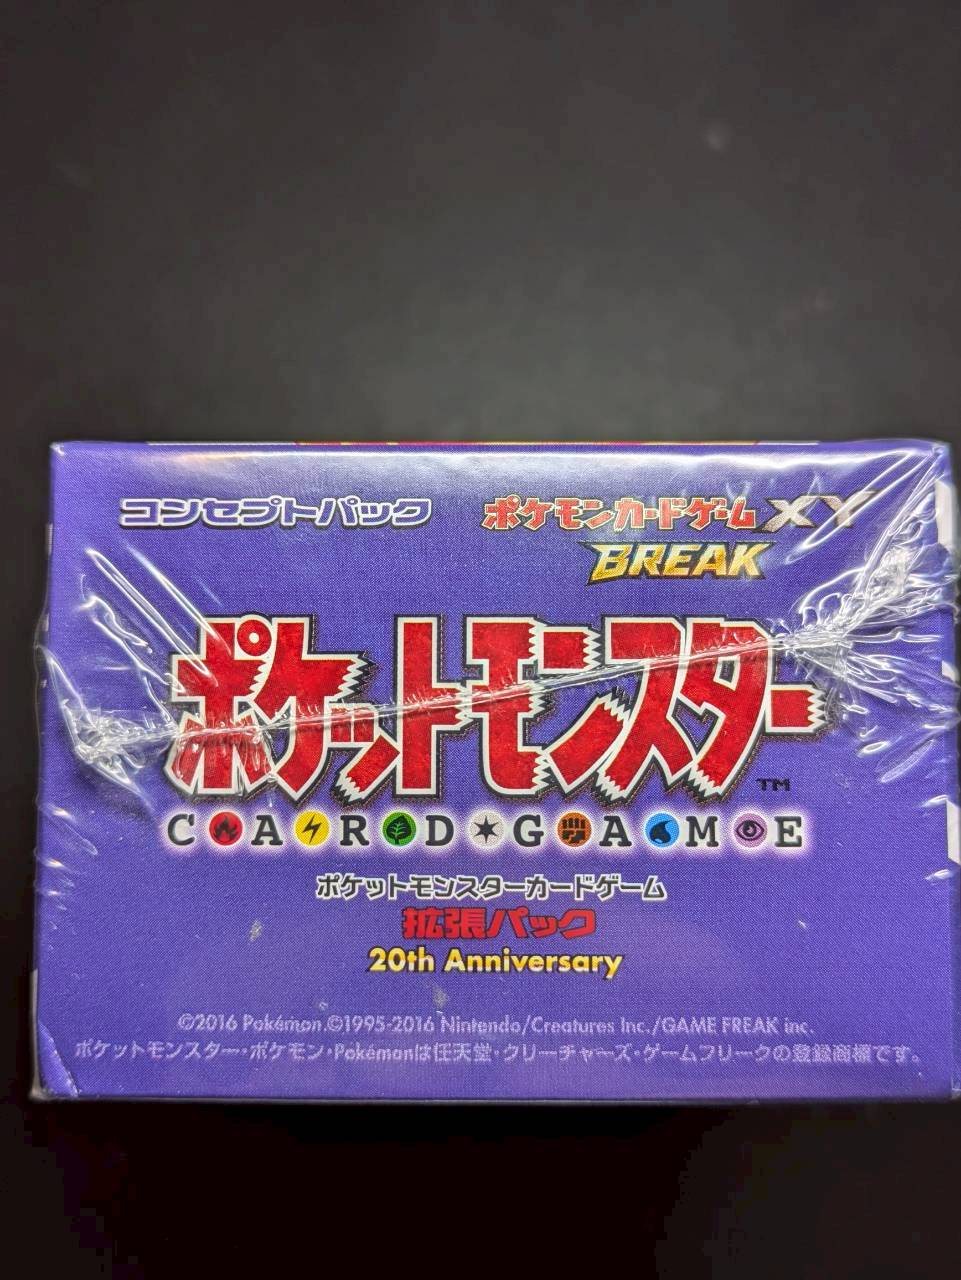 コンセプトパック
ポケモンカードゲーム XY
BREAK
ポケットモンスター
TM
CARD GAME
ポケットモンスターカードゲーム
拡張パック
20th Anniversary
©2016 Pokémon.©1995-2016 Nintendo/Creatures Inc./GAME FREAK inc.
ポケットモンスター・ポケモン・Pokémonは任天堂・クリーチャーズ・ゲームフリークの登録商標です。